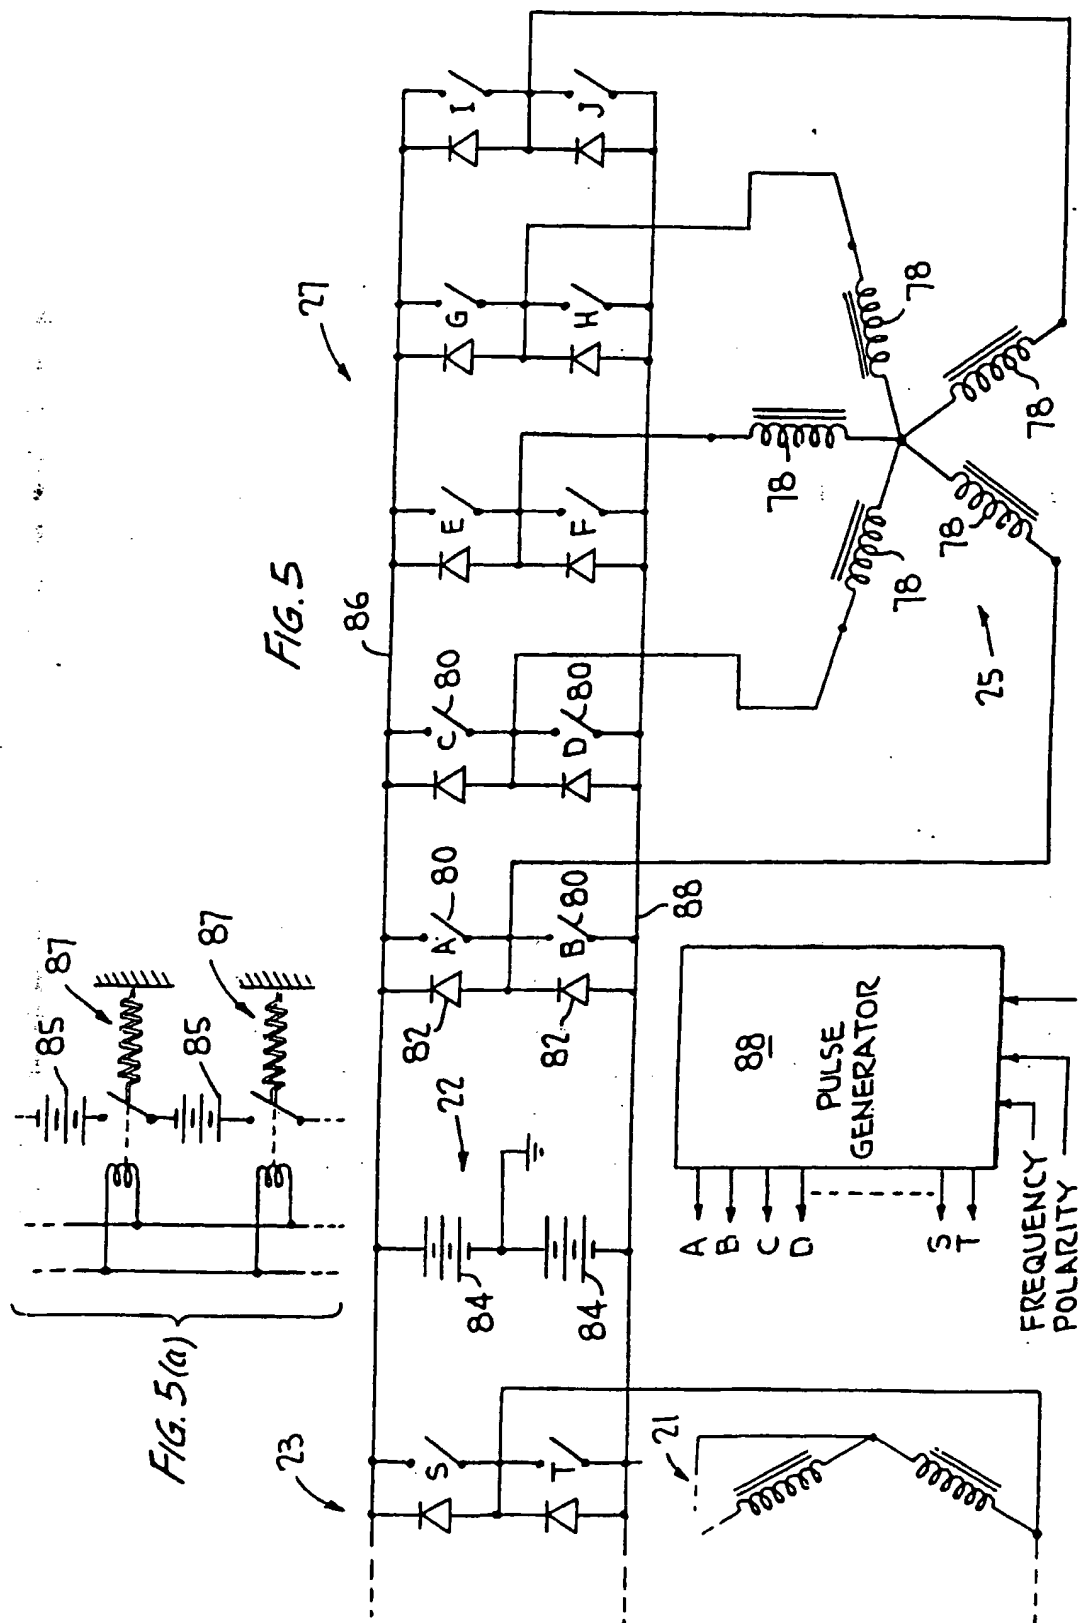 FIG. 5(a)
85
87
85
87
FIG. 5
86
27
23
22
S
T
84
84
82
82
A
80
B
80
C
80
D
80
E
F
G
H
I
J
88
21
25
78
78
78
78
78
88
PULSE
GENERATOR
A
B
C
D
S
T
FREQUENCY
POLARITY